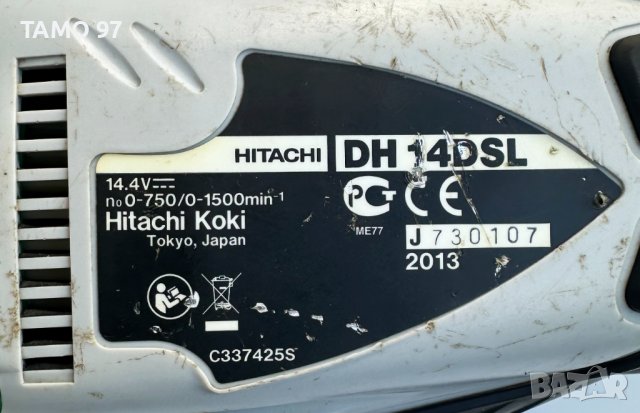 TAMO 97
HITACHI DH 14DSL
14.4V⎓
n₀ 0-750/0-1500min⁻¹
Hitachi Koki
Tokyo, Japan
PCT CE
ME77
J 730107
2013
C337425S
BAZAR